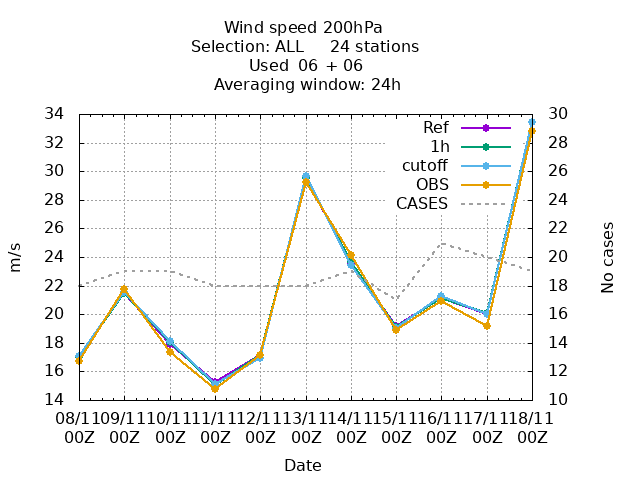 Wind speed 200hPa
Selection: ALL     24 stations
Used  06 + 06
Averaging window: 24h
34 30
32 28
30 26
28 24
26 22
24 20
22 18
20 16
18 14
16 12
14 10
Ref
1h
cutoff
OBS
CASES
m/s
No cases
08/11 09/11 10/11 11/11 12/11 13/11 14/11 15/11 16/11 17/11 18/11
00Z 00Z 00Z 00Z 00Z 00Z 00Z 00Z 00Z 00Z 00Z
Date